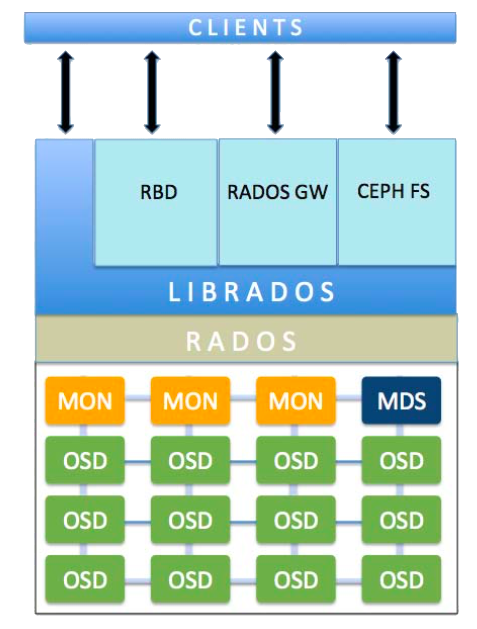 CLIENTS
RBD RADOS GW CEPH FS
LIBRADOS
RADOS
MON MON MON MDS
OSD OSD OSD OSD
OSD OSD OSD OSD
OSD OSD OSD OSD